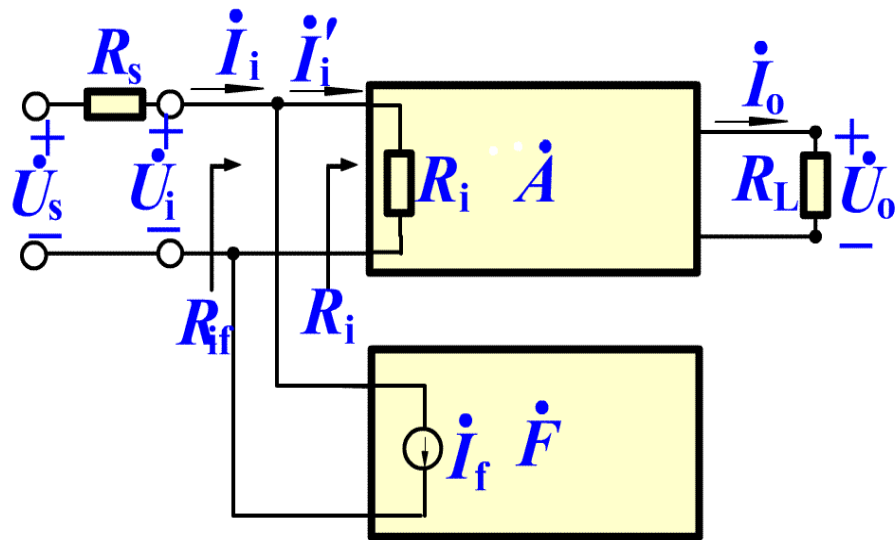 Rs İi İi′ İo
+ + Ri Ȧ RL + U̇o
U̇s U̇i
− − −
Rif Ri
İf Ḟ